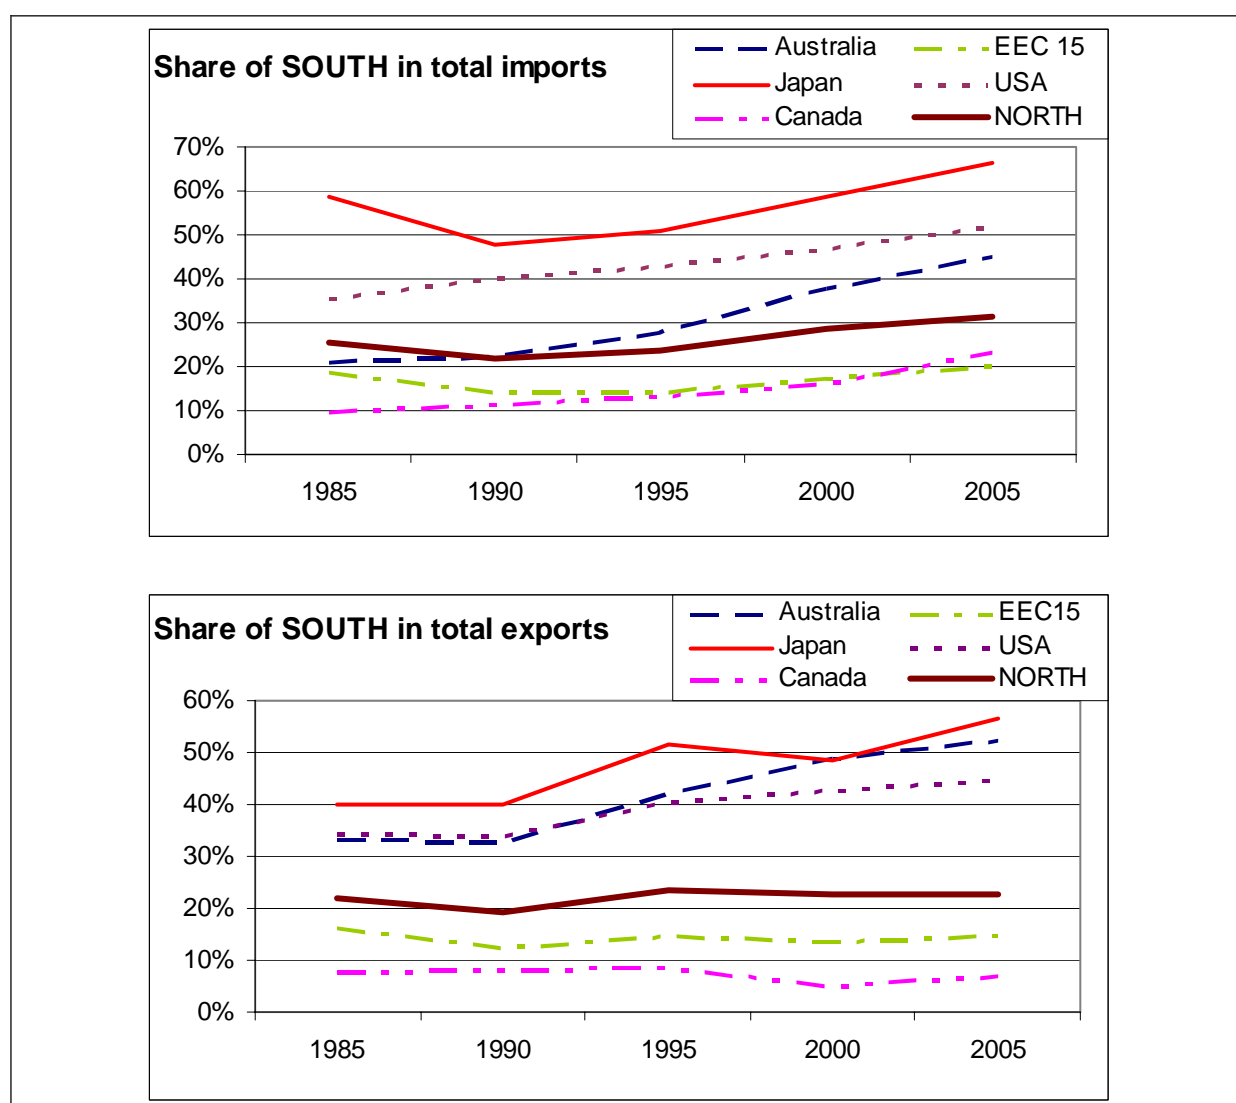 Share of SOUTH in total imports
Australia EEC 15
Japan USA
Canada NORTH
70%
60%
50%
40%
30%
20%
10%
0%
1985 1990 1995 2000 2005
Share of SOUTH in total exports
Australia EEC15
Japan USA
Canada NORTH
60%
50%
40%
30%
20%
10%
0%
1985 1990 1995 2000 2005